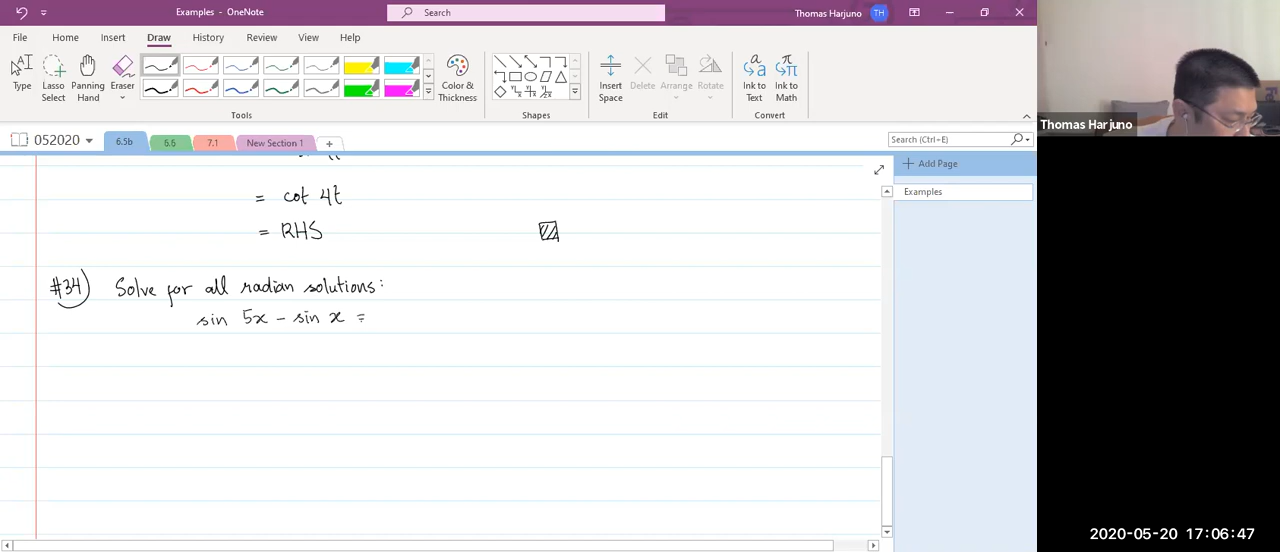 Examples - OneNote
Search
Thomas Harjuno
TH
File
Home
Insert
Draw
History
Review
View
Help
Type
Lasso Select
Panning Hand
Eraser
Color & Thickness
Insert Space
Delete
Arrange
Rotate
Ink to Text
Ink to Math
Tools
Shapes
Edit
Convert
052020
6.5b
6.6
7.1
New Section 1
Search (Ctrl+E)
Add Page
Examples
= cot 4t
= RHS
#34) Solve for all radian solutions:
sin 5x - sin x =
Thomas Harjuno
2020-05-20 17:06:47